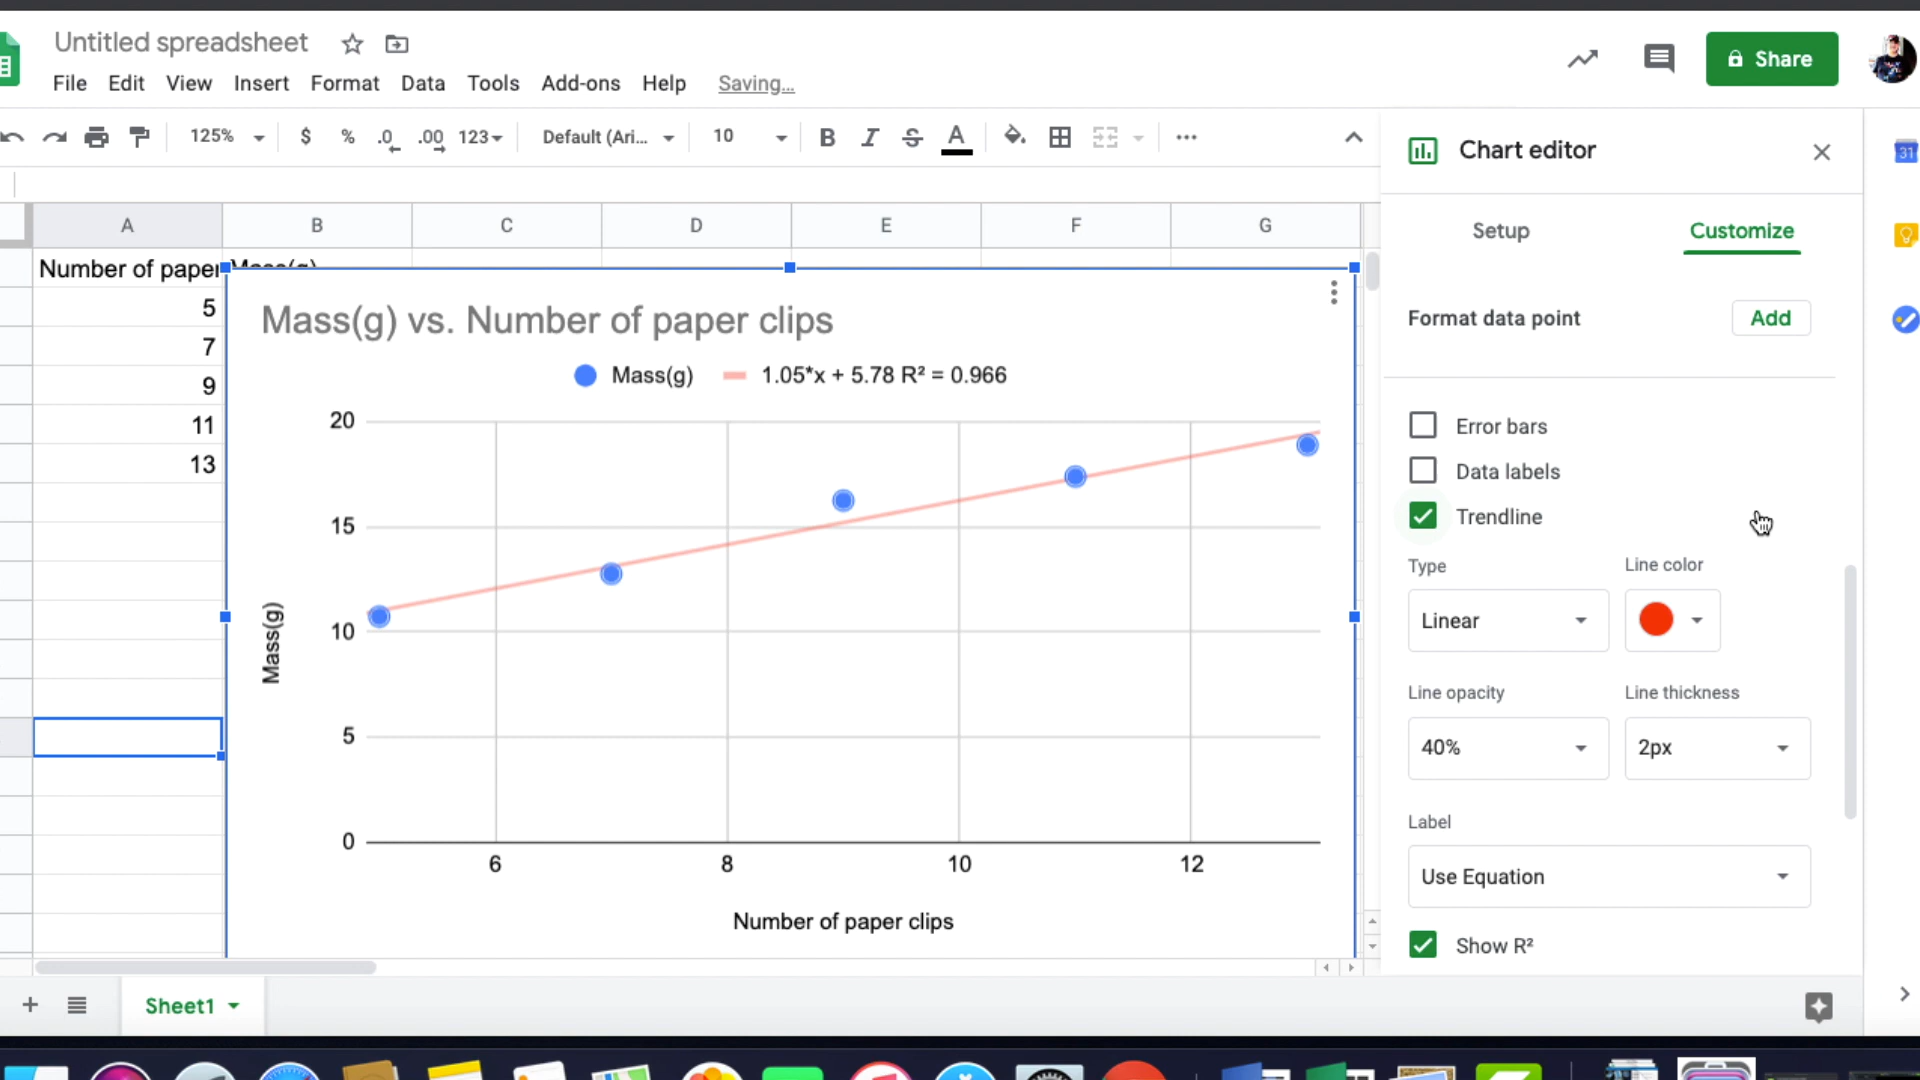 Untitled spreadsheet
File Edit View Insert Format Data Tools Add-ons Help Saving...
Share
125% $ % .0 .00 123 Default (Ari... 10 B I S A
Chart editor
31
Setup Customize
A B C D E F G
Number of paper Mass(g)
5
7
9
11
13
Mass(g) vs. Number of paper clips
Mass(g) 1.05*x + 5.78 R² = 0.966
20
15
10
5
0
Mass(g)
6 8 10 12
Number of paper clips
Format data point Add
Error bars
Data labels
Trendline
Type Line color
Linear
Line opacity Line thickness
40% 2px
Label
Use Equation
Show R²
Sheet1